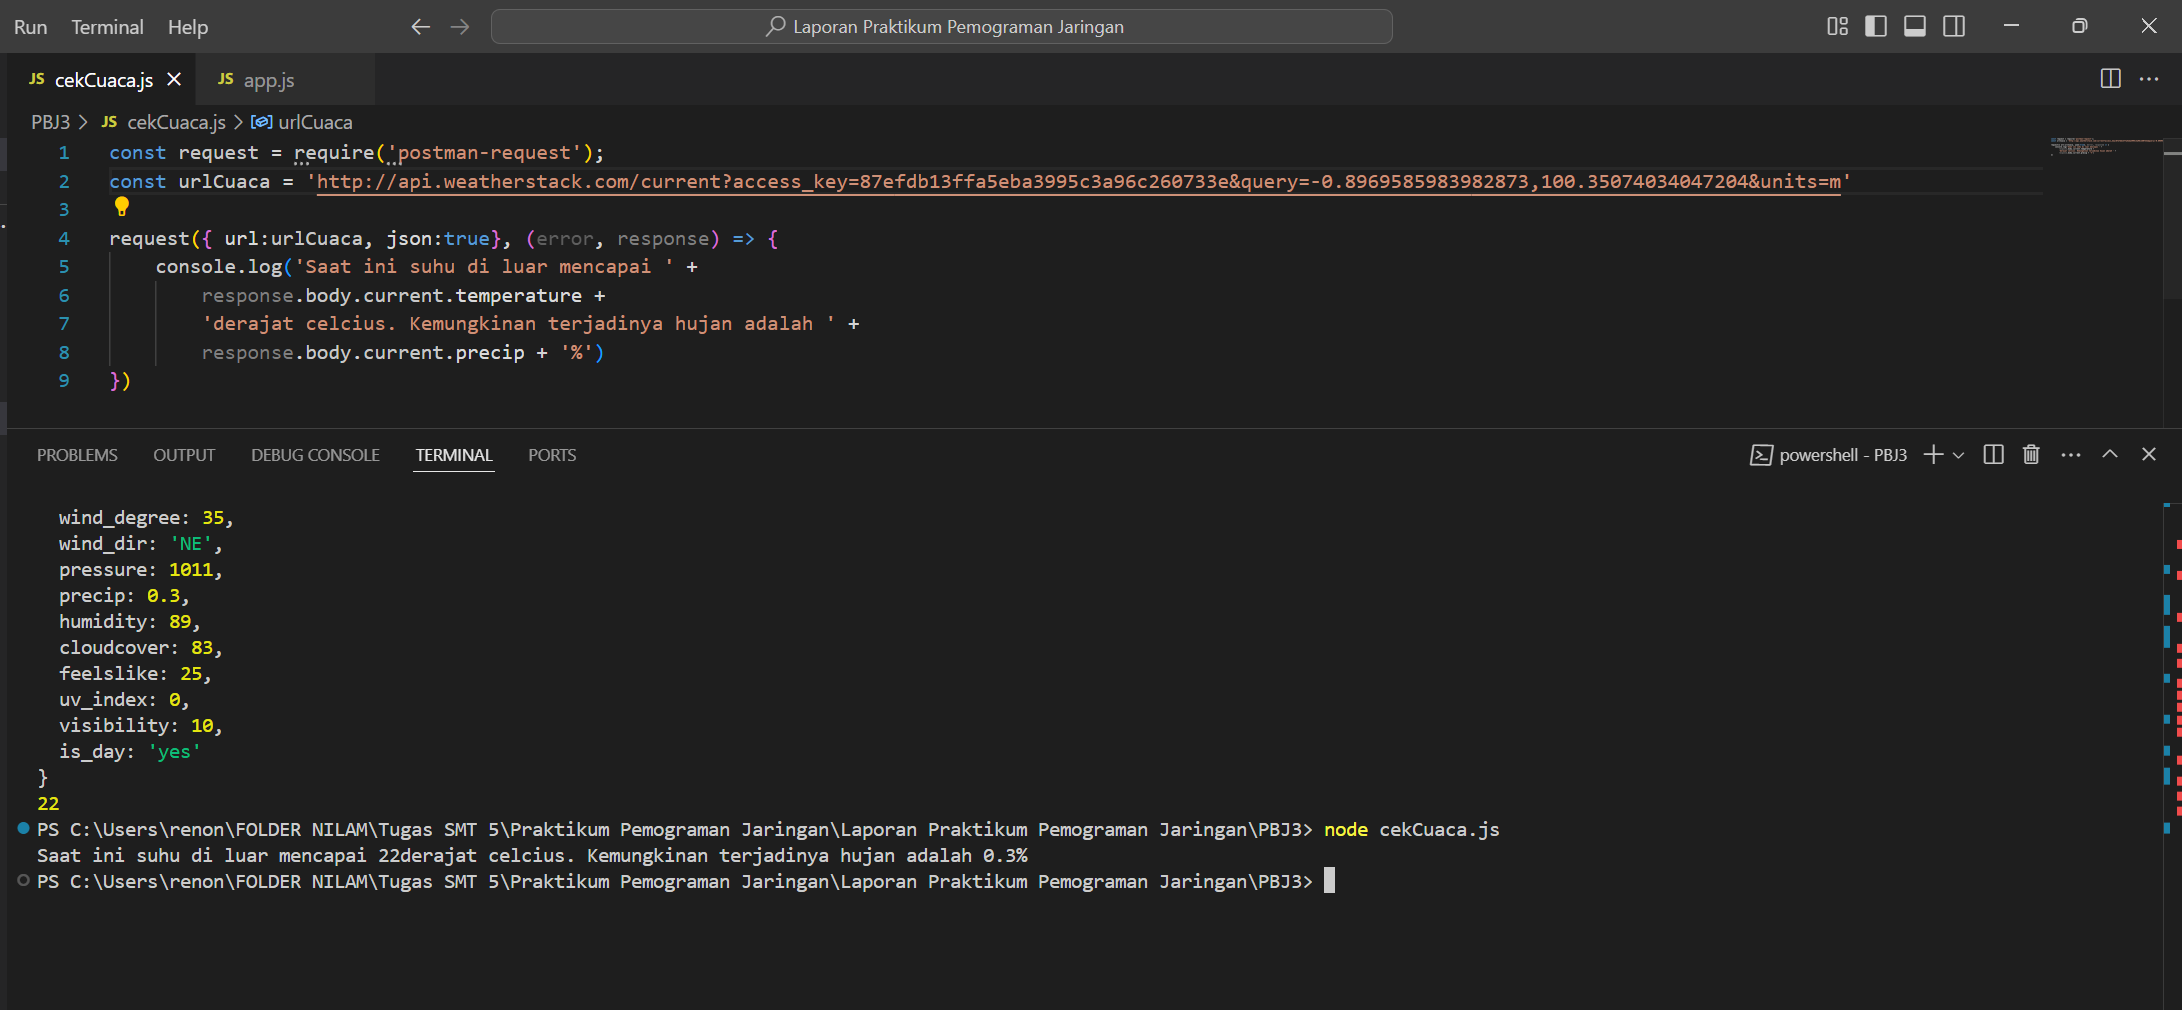 Run Terminal Help
Laporan Praktikum Pemograman Jaringan
JS cekCuaca.js
JS app.js
PBJ3 > JS cekCuaca.js > urlCuaca
1 const request = require('postman-request');
2 const urlCuaca = 'http://api.weatherstack.com/current?access_key=87efdb13ffa5eba3995c3a96c260733e&query=-0.8969585983982873,100.35074034047204&units=m'
3
4 request({ url:urlCuaca, json:true}, (error, response) => {
5 console.log('Saat ini suhu di luar mencapai ' +
6 response.body.current.temperature +
7 'derajat celcius. Kemungkinan terjadinya hujan adalah ' +
8 response.body.current.precip + '%')
9 })
PROBLEMS OUTPUT DEBUG CONSOLE TERMINAL PORTS
powershell - PBJ3
wind_degree: 35,
wind_dir: 'NE',
pressure: 1011,
precip: 0.3,
humidity: 89,
cloudcover: 83,
feelslike: 25,
uv_index: 0,
visibility: 10,
is_day: 'yes'
}
22
PS C:\Users\renon\FOLDER NILAM\Tugas SMT 5\Praktikum Pemograman Jaringan\Laporan Praktikum Pemograman Jaringan\PBJ3> node cekCuaca.js
Saat ini suhu di luar mencapai 22derajat celcius. Kemungkinan terjadinya hujan adalah 0.3%
PS C:\Users\renon\FOLDER NILAM\Tugas SMT 5\Praktikum Pemograman Jaringan\Laporan Praktikum Pemograman Jaringan\PBJ3>